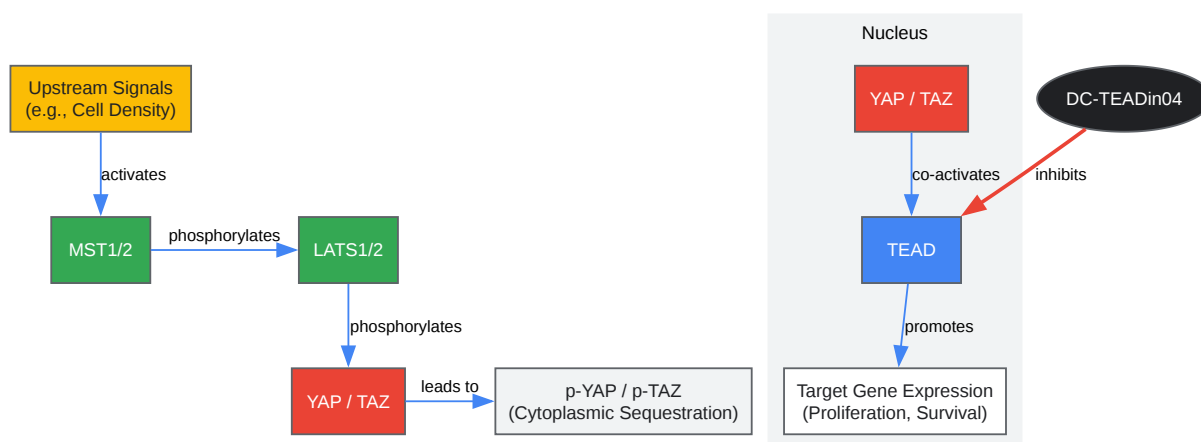 Nucleus
Upstream Signals
(e.g., Cell Density)
YAP / TAZ
DC-TEADin04
activates
co-activates
inhibits
MST1/2
phosphorylates
LATS1/2
TEAD
phosphorylates
promotes
YAP / TAZ
leads to
p-YAP / p-TAZ
(Cytoplasmic Sequestration)
Target Gene Expression
(Proliferation, Survival)